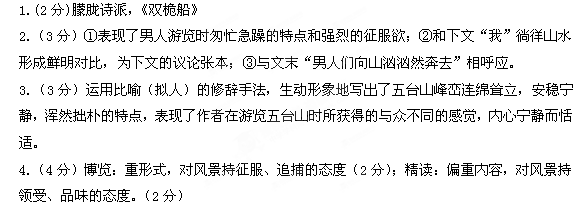 1.(2分)朦胧诗派，《双桅船》
2.（3分）①表现了男人游览时匆忙急躁的特点和强烈的征服欲；②和下文“我”徜徉山水
形成鲜明对比，为下文的议论张本；③与文末“男人们向山汹汹然奔去”相呼应。
3.（3分）运用比喻（拟人）的修辞手法，生动形象地写出了五台山峰峦连绵耸立，安稳宁
静，浑然拙朴的特点，表现了作者在游览五台山时所获得的与众不同的感觉，内心宁静而恬
适。
4.（4分）博览：重形式，对风景持征服、追捕的态度（2分）；精读：偏重内容，对风景持
领受、品味的态度。（2分）